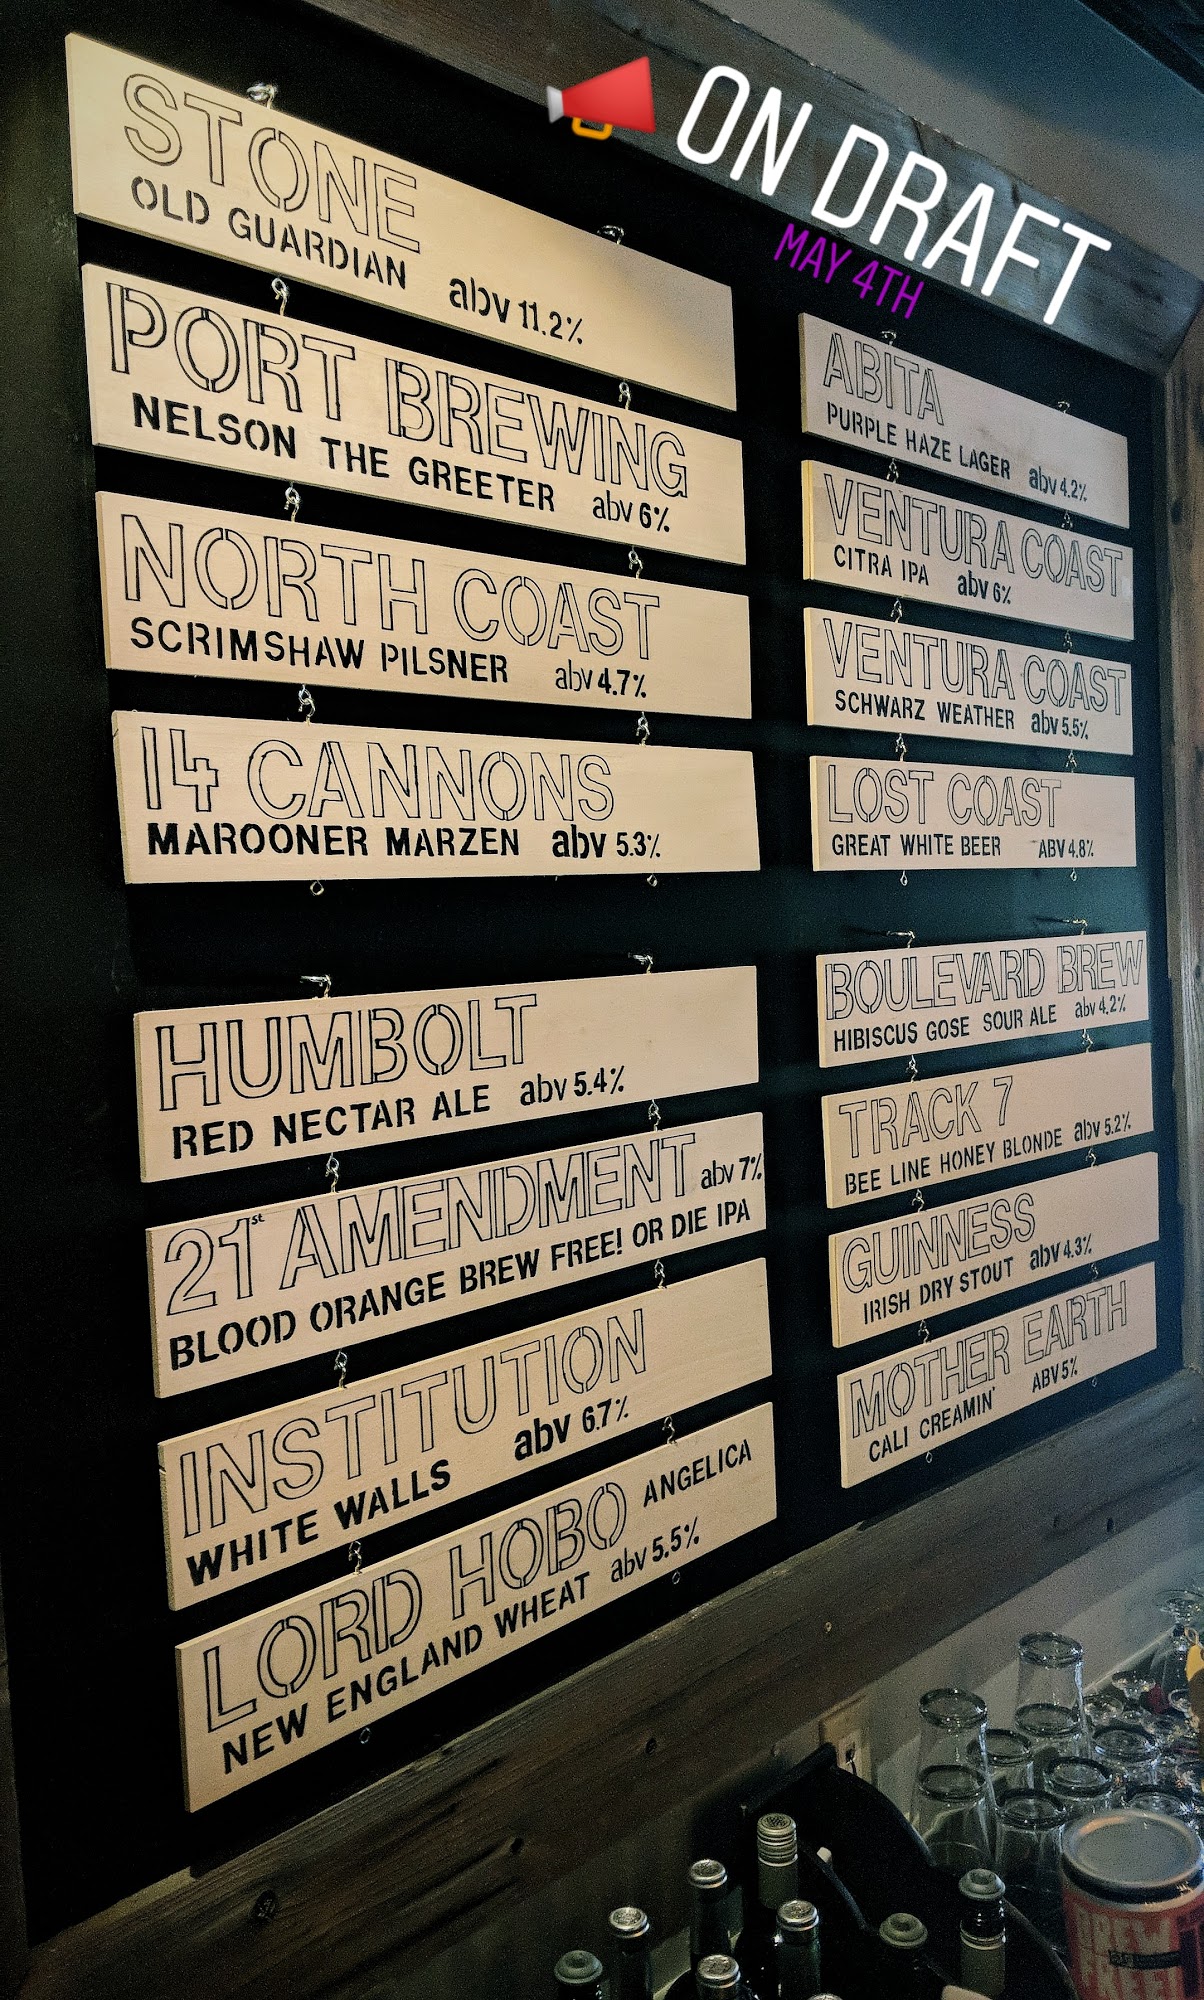 ON DRAFT
MAY 4TH
STONE
OLD GUARDIAN abv 11.2%
PORT BREWING
NELSON THE GREETER abv 6%
NORTH COAST
SCRIMSHAW PILSNER abv 4.7%
14 CANNONS
MAROONER MARZEN abv 5.3%
HUMBOLT
RED NECTAR ALE abv 5.4%
21st AMENDMENT abv 7%
BLOOD ORANGE BREW FREE! OR DIE IPA
INSTITUTION
WHITE WALLS abv 6.7%
LORD HOBO ANGELICA
NEW ENGLAND WHEAT abv 5.5%
ABITA
PURPLE HAZE LAGER abv 4.2%
VENTURA COAST
CITRA IPA abv 6%
VENTURA COAST
SCHWARZ WEATHER abv 5.5%
LOST COAST
GREAT WHITE BEER ABV 4.8%
BOULEVARD BREW
HIBISCUS GOSE SOUR ALE abv 4.2%
TRACK 7
BEE LINE HONEY BLONDE abv 5.2%
GUINNESS
IRISH DRY STOUT abv 4.3%
MOTHER EARTH
CALI CREAMIN' ABV 5%
BREW
FREE!